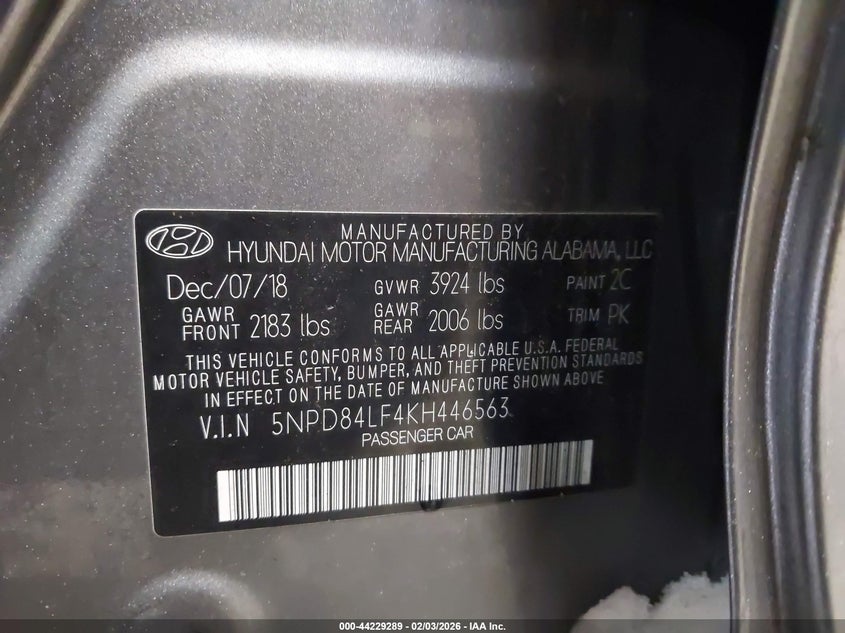 MANUFACTURED BY
HYUNDAI MOTOR MANUFACTURING ALABAMA, LLC
Dec/07/18 GVWR 3924 lbs PAINT 2C
GAWR FRONT 2183 lbs GAWR REAR 2006 lbs TRIM PK
THIS VEHICLE CONFORMS TO ALL APPLICABLE U.S.A. FEDERAL
MOTOR VEHICLE SAFETY, BUMPER, AND THEFT PREVENTION STANDARDS
IN EFFECT ON THE DATE OF MANUFACTURE SHOWN ABOVE
V.I.N 5NPD84LF4KH446563
PASSENGER CAR
000-44229289 - 02/03/2026 - IAA Inc.